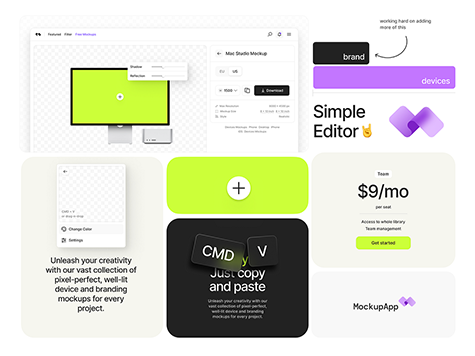 Featured
Filter
Free Mockups
Shadow
Reflection
Mac Studio Mockup
EU
US
Download
working hard on adding
more of this
brand
devices
Simple
Editor🤘
CMD + V
or drag n drop
Change Color
Settings
Unleash your creativity
with our vast collection of
pixel-perfect, well-lit
device and branding
mockups for every
project.
CMD
V
Just copy
and paste
Unleash your creativity with our
vast collection of pixel-perfect,
well-lit device and branding
mockups for every project.
Team
$9/mo
per seat
Access to whole library
Team management
Get started
MockupApp